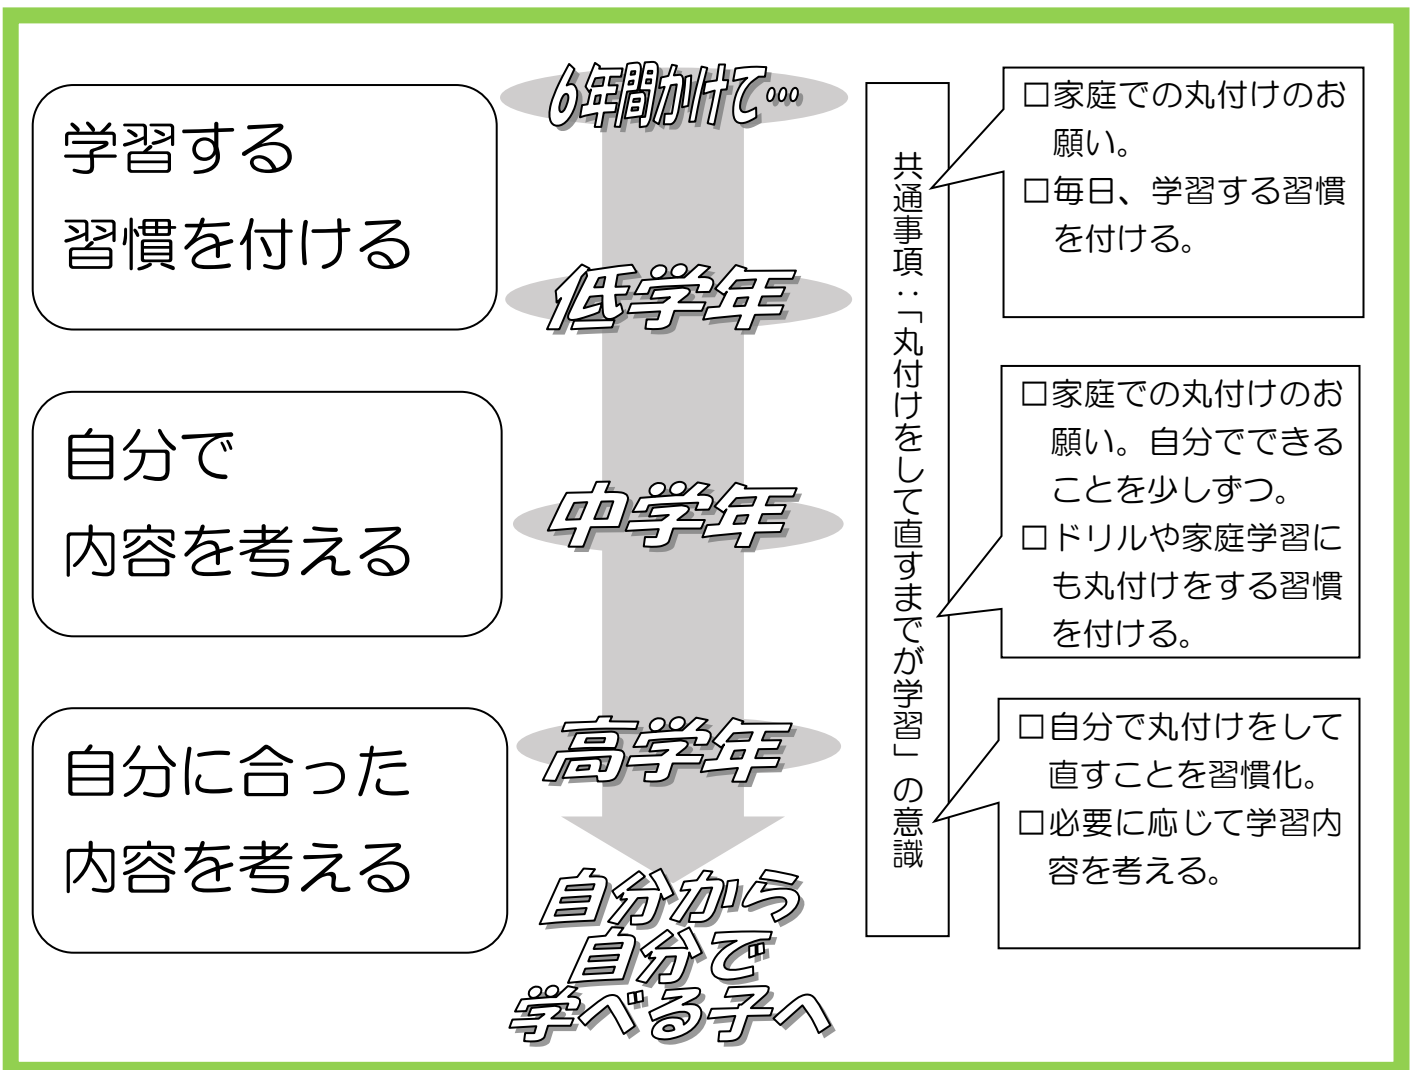 6年間かけて…
学習する
習慣を付ける
低学年
自分で
内容を考える
中学年
自分に合った
内容を考える
高学年
自分から
自分で
学べる子へ
共通事項：「丸付けをして直すまでが学習」の意識
□家庭での丸付けのお
願い。
□毎日、学習する習慣
を付ける。
□家庭での丸付けのお
願い。自分でできる
ことを少しずつ。
□ドリルや家庭学習に
も丸付けをする習慣
を付ける。
□自分で丸付けをして
直すことを習慣化。
□必要に応じて学習内
容を考える。